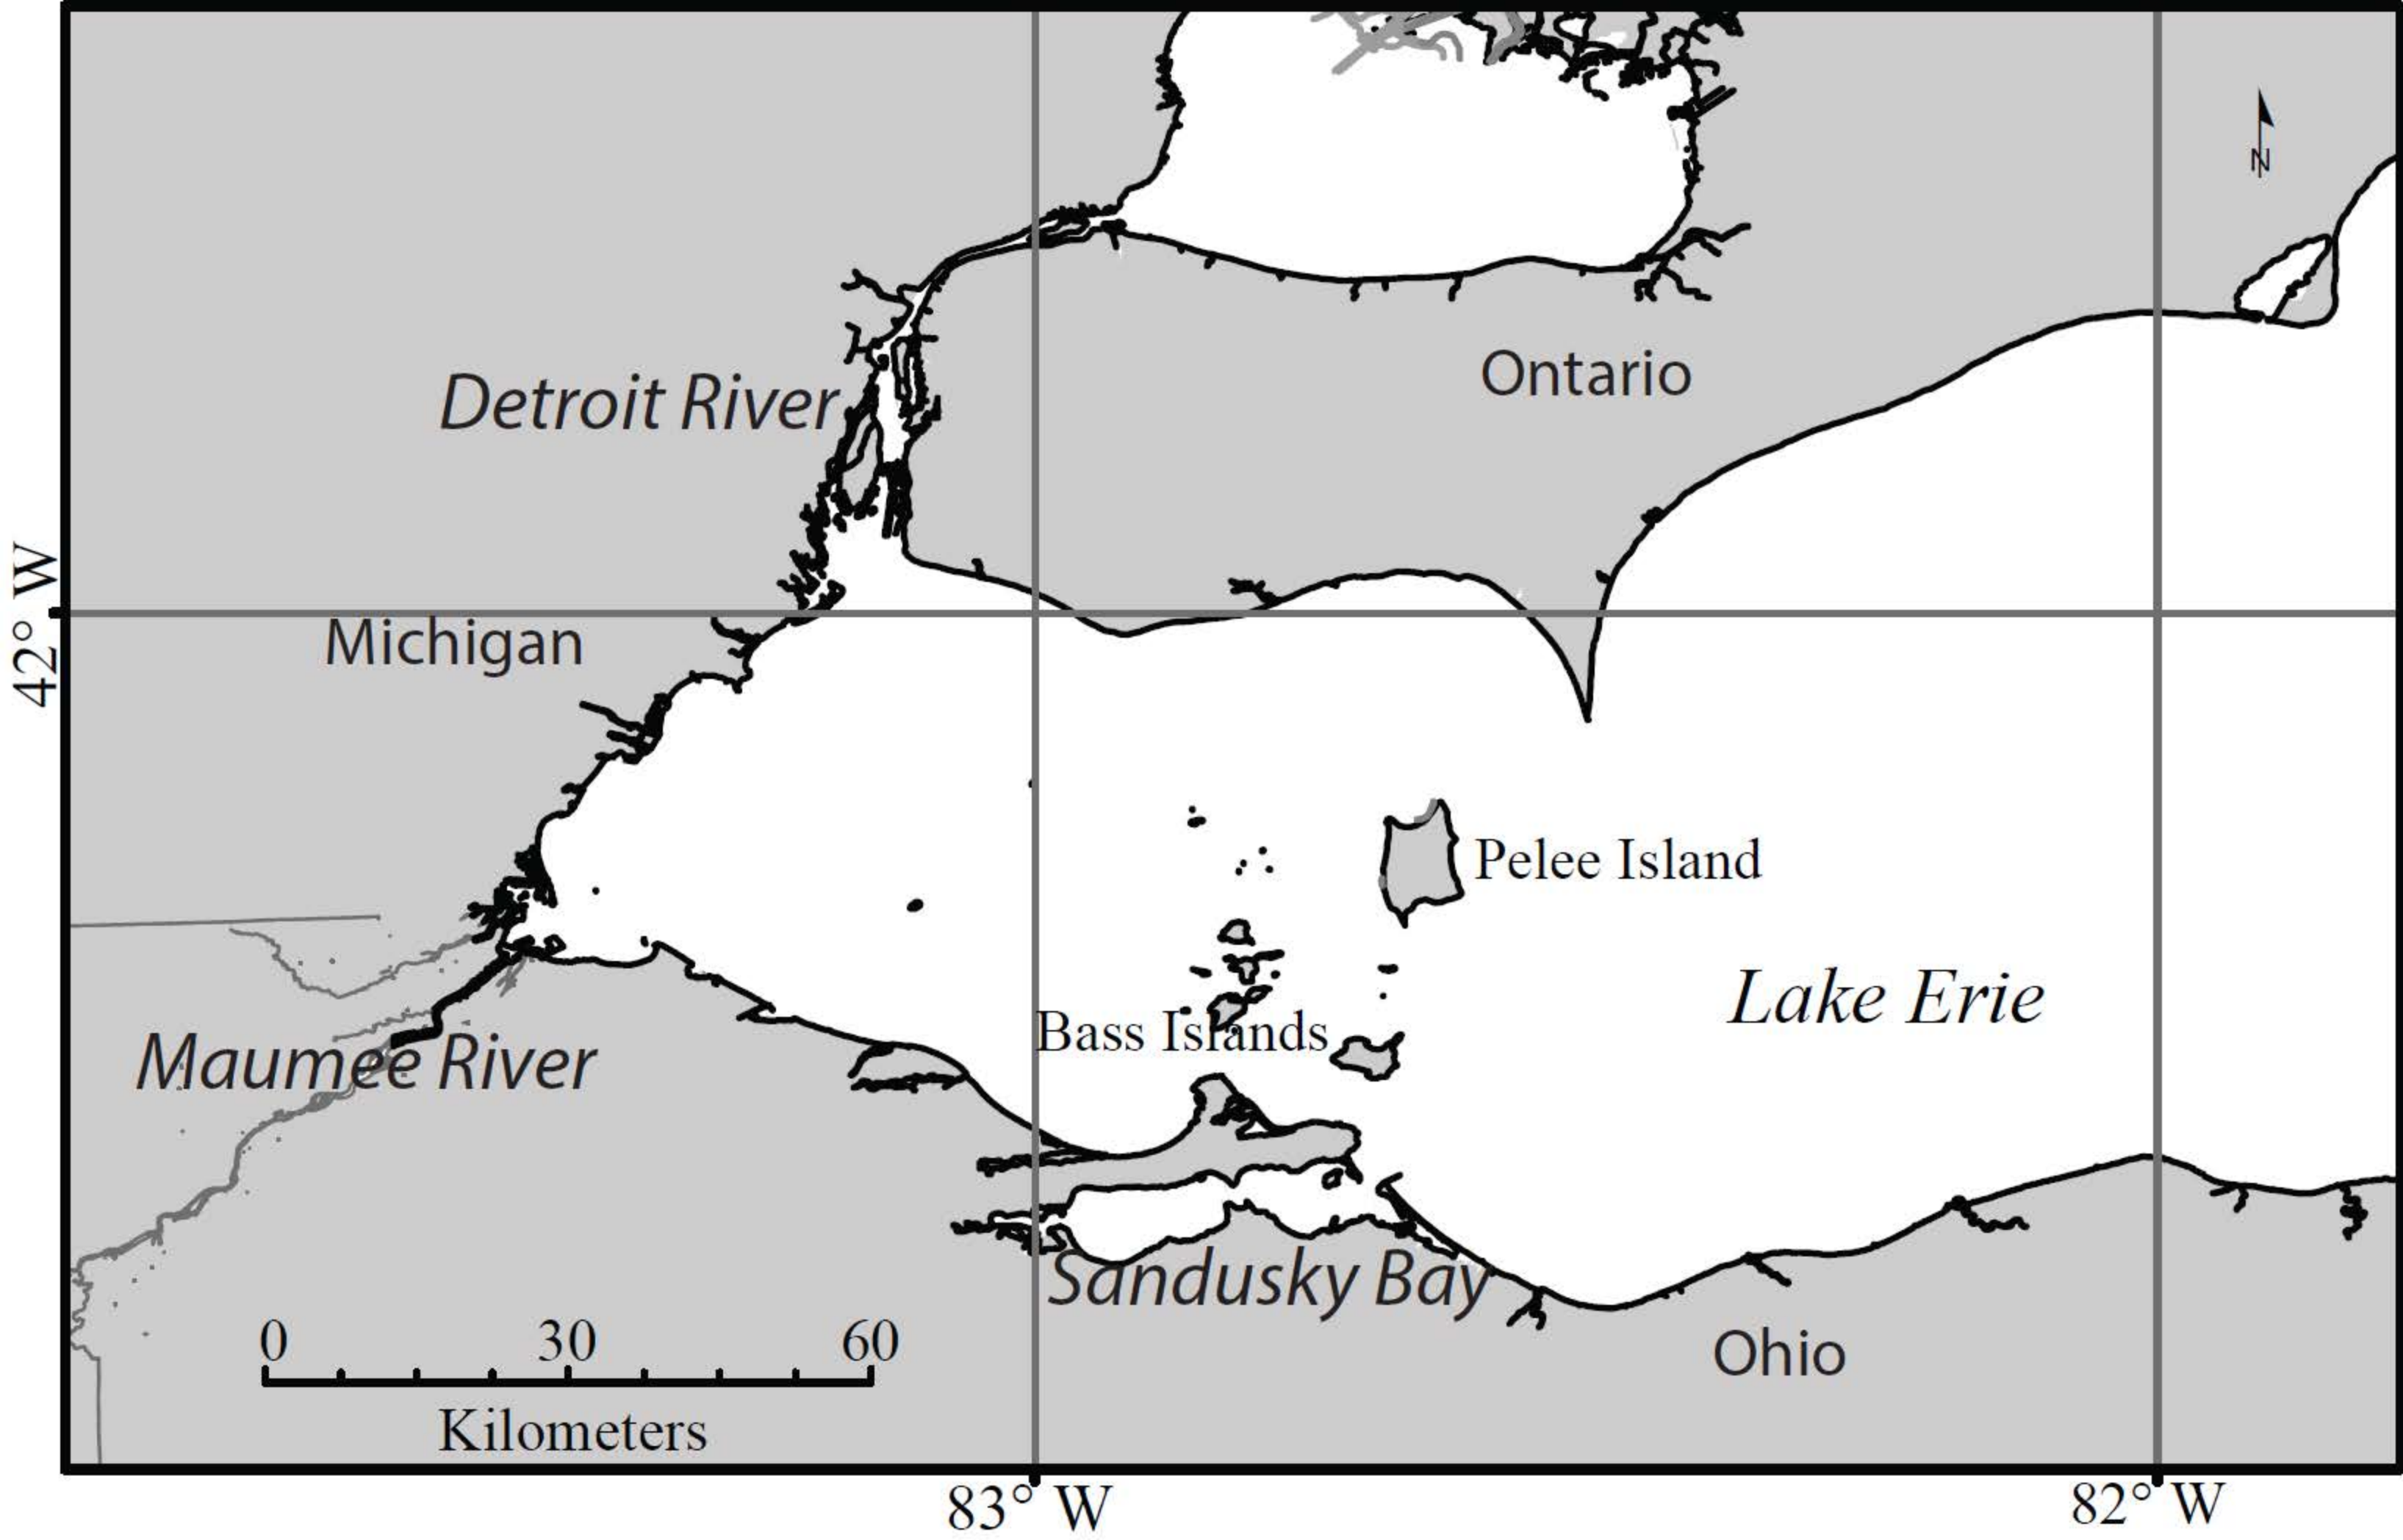 N
Ontario
Detroit River
42° W
Michigan
Pelee Island
Lake Erie
Bass Islands
Maumee River
Sandusky Bay
0 30 60
Kilometers
Ohio
83° W
82° W